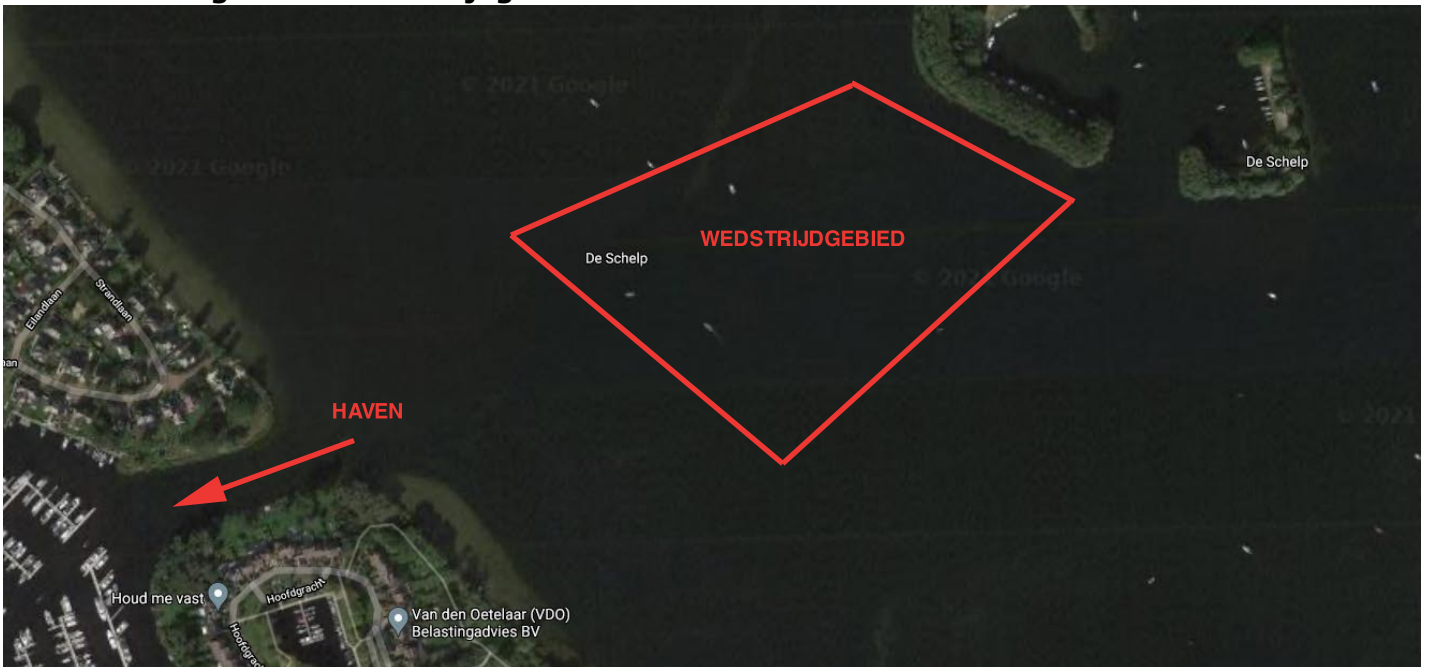 © 2021 Google
© 2021 Google
De Schelp
WEDSTRIJDGEBIED
De Schelp
© 2021 Google
Strandlaan
Eilandlaan
HAVEN
© 2021
Houd me vast
Hoofdgracht
Van den Oetelaar (VDO)
Belastingadvies BV